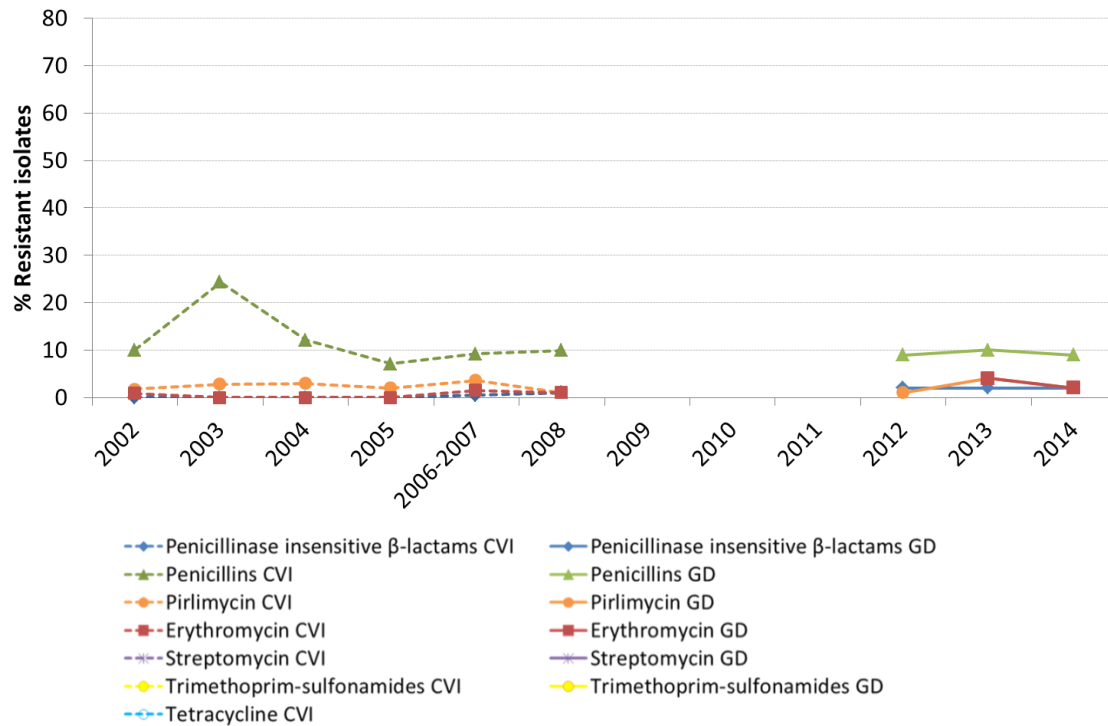 80
70
60
50
40
30
20
10
0
% Resistant isolates
2002
2003
2004
2005
2006-2007
2008
2009
2010
2011
2012
2013
2014
Penicillinase insensitive β-lactams CVI
Penicillinase insensitive β-lactams GD
Penicillins CVI
Penicillins GD
Pirlimycin CVI
Pirlimycin GD
Erythromycin CVI
Erythromycin GD
Streptomycin CVI
Streptomycin GD
Trimethoprim-sulfonamides CVI
Trimethoprim-sulfonamides GD
Tetracycline CVI